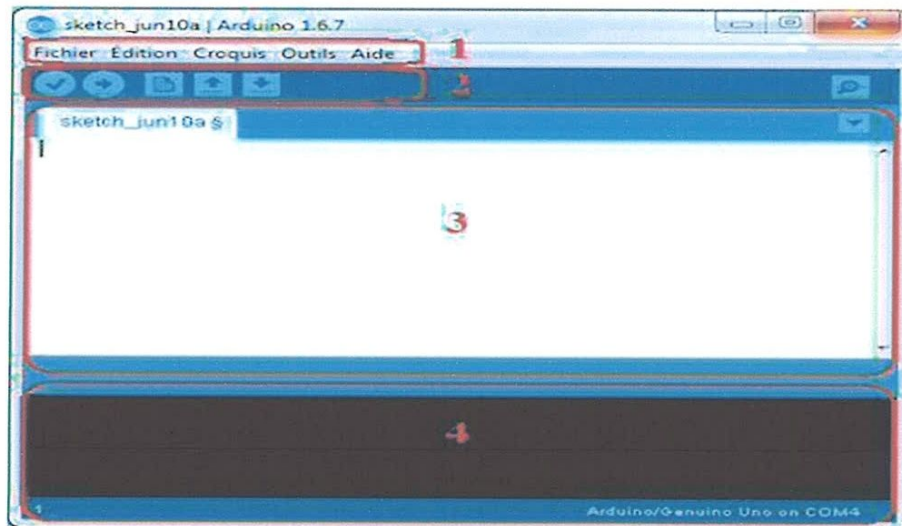 sketch_jun10a | Arduino 1.6.7
Fichier Édition Croquis Outils Aide 1
2
sketch_jun10a §
3
4
1 Arduino/Genuino Uno on COM4